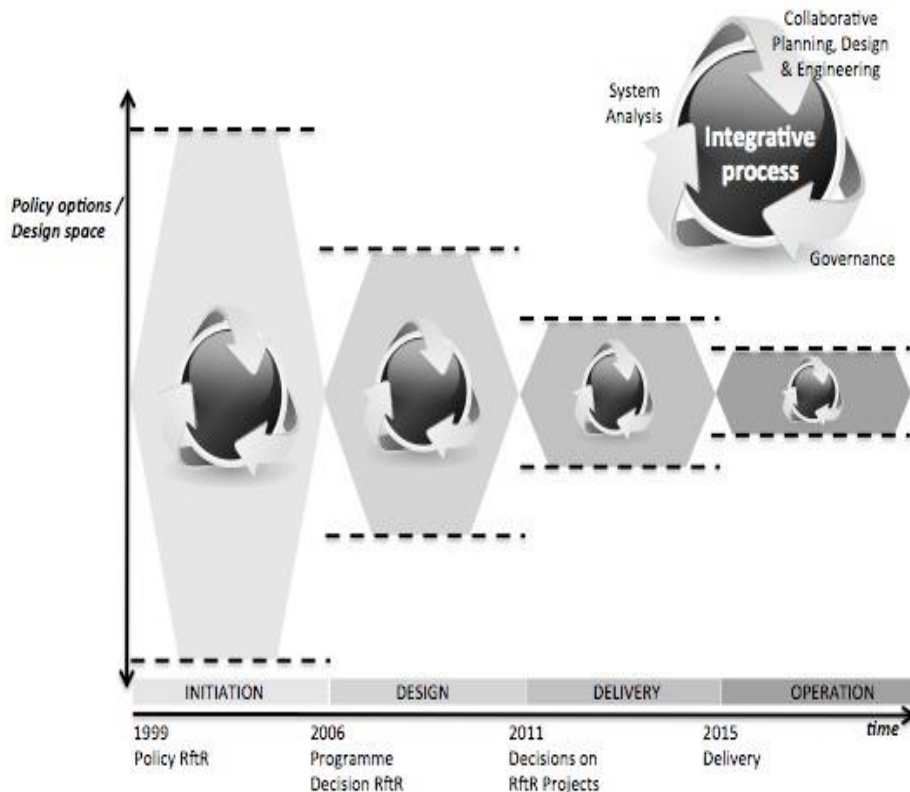 Collaborative
Planning, Design
& Engineering
System
Analysis
Integrative
process
Governance
Policy options /
Design space
INITIATION
DESIGN
DELIVERY
OPERATION
time
1999
Policy RftR
2006
Programme
Decision RftR
2011
Decisions on
RftR Projects
2015
Delivery